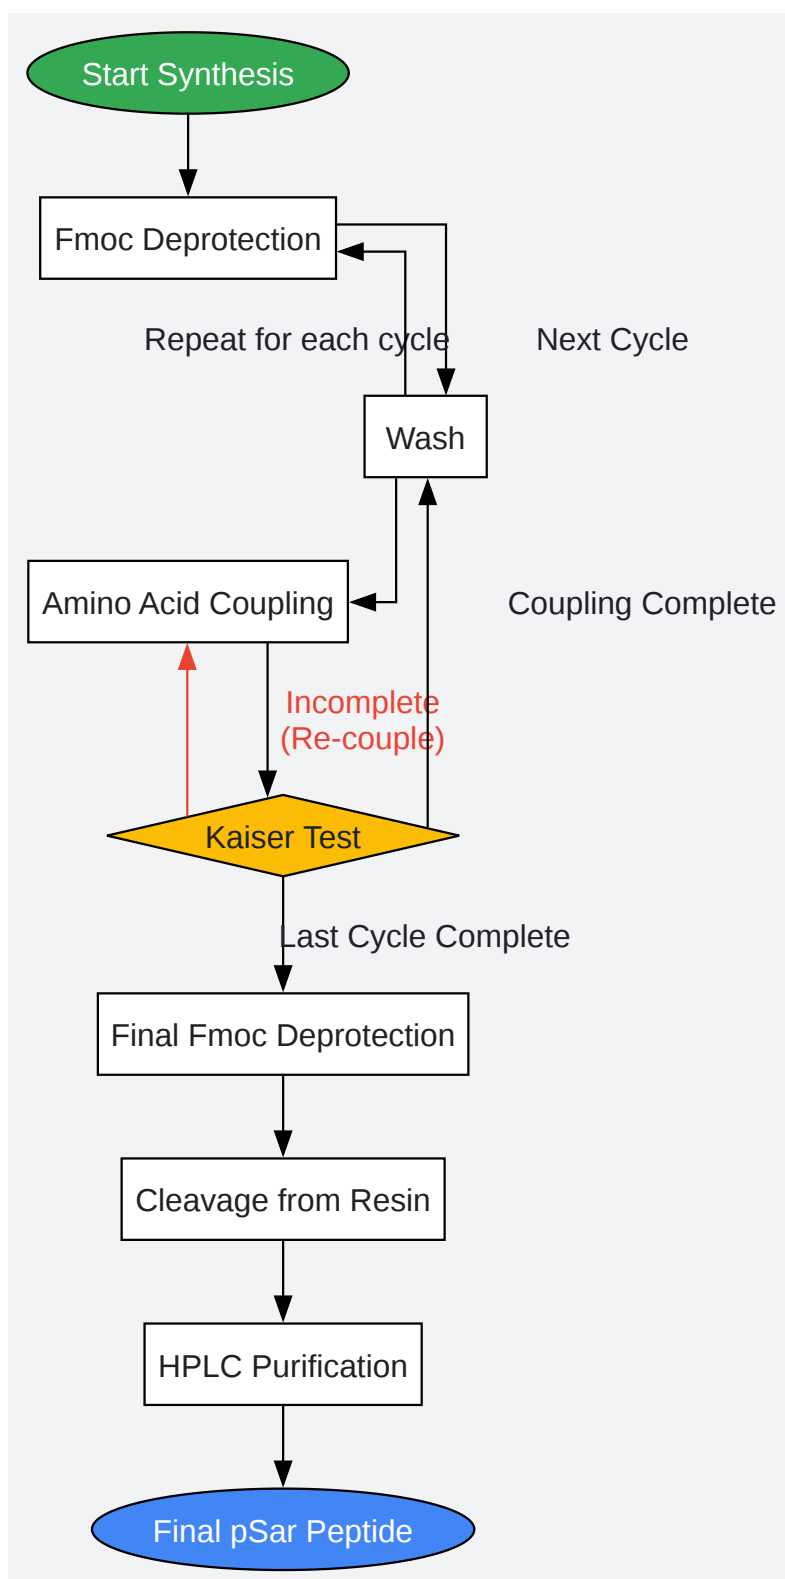 Start Synthesis
Fmoc Deprotection
Repeat for each cycle
Next Cycle
Wash
Amino Acid Coupling
Coupling Complete
Incomplete
(Re-couple)
Kaiser Test
Last Cycle Complete
Final Fmoc Deprotection
Cleavage from Resin
HPLC Purification
Final pSar Peptide